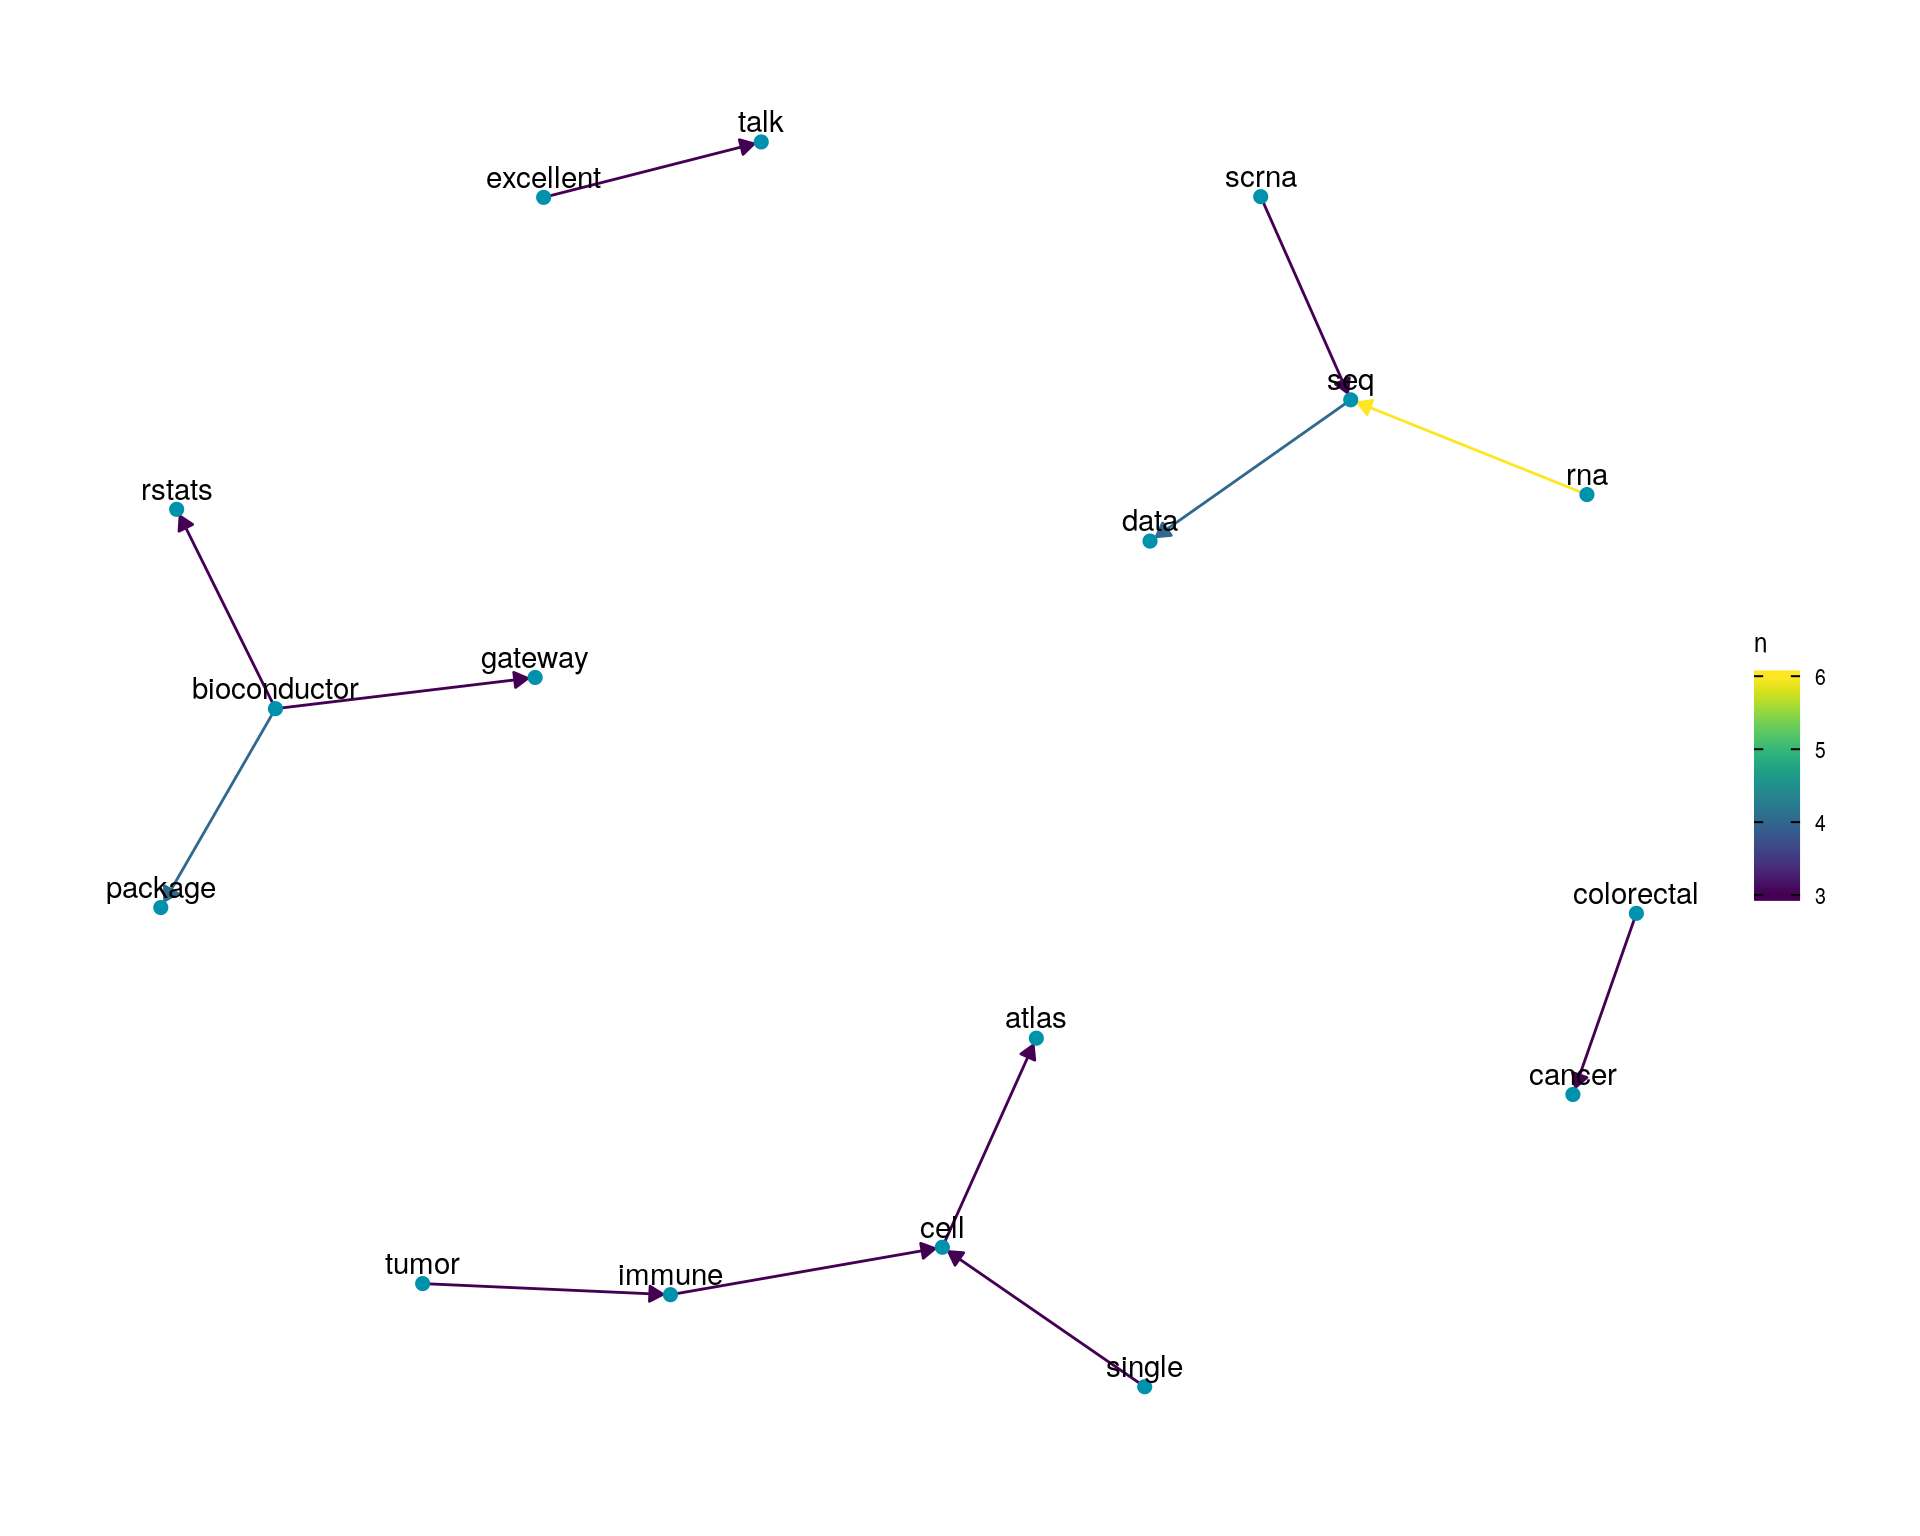 talk
excellent
scrna
seq
rna
rstats
data
n
gateway
bioconductor
6
5
4
3
package
colorectal
atlas
cancer
cell
tumor
immune
single